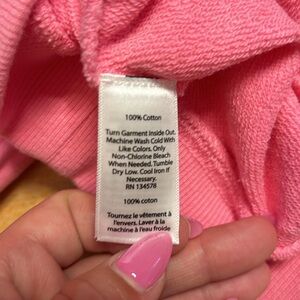 100% Cotton
Turn Garment Inside Out.
Machine Wash Cold With
Like Colors. Only
Non-Chlorine Bleach
When Needed. Tumble
Dry Low. Cool Iron If
Necessary.
RN 134578
100% coton
Tournez le vêtement à
l'envers. Laver à la
machine à l'eau froide